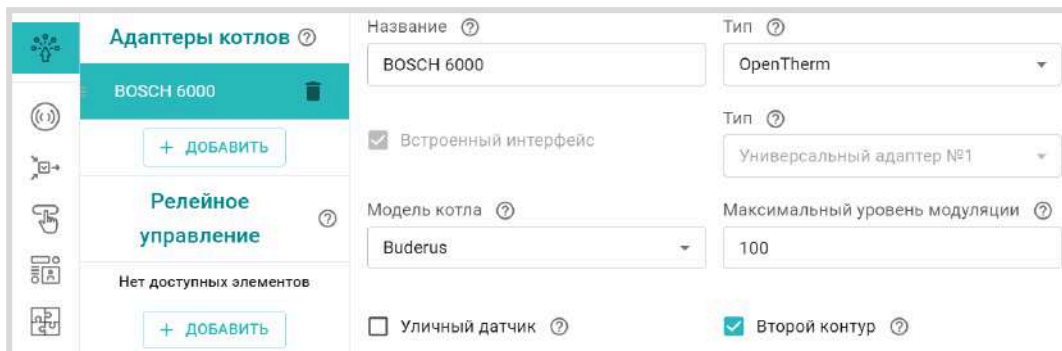 Адаптеры котлов
BOSCH 6000
+ ДОБАВИТЬ
Релейное
управление
Нет доступных элементов
+ ДОБАВИТЬ
Название
Тип
BOSCH 6000
OpenTherm
Встроенный интерфейс
Тип
Универсальный адаптер №1
Модель котла
Максимальный уровень модуляции
Buderus
100
Уличный датчик
Второй контур